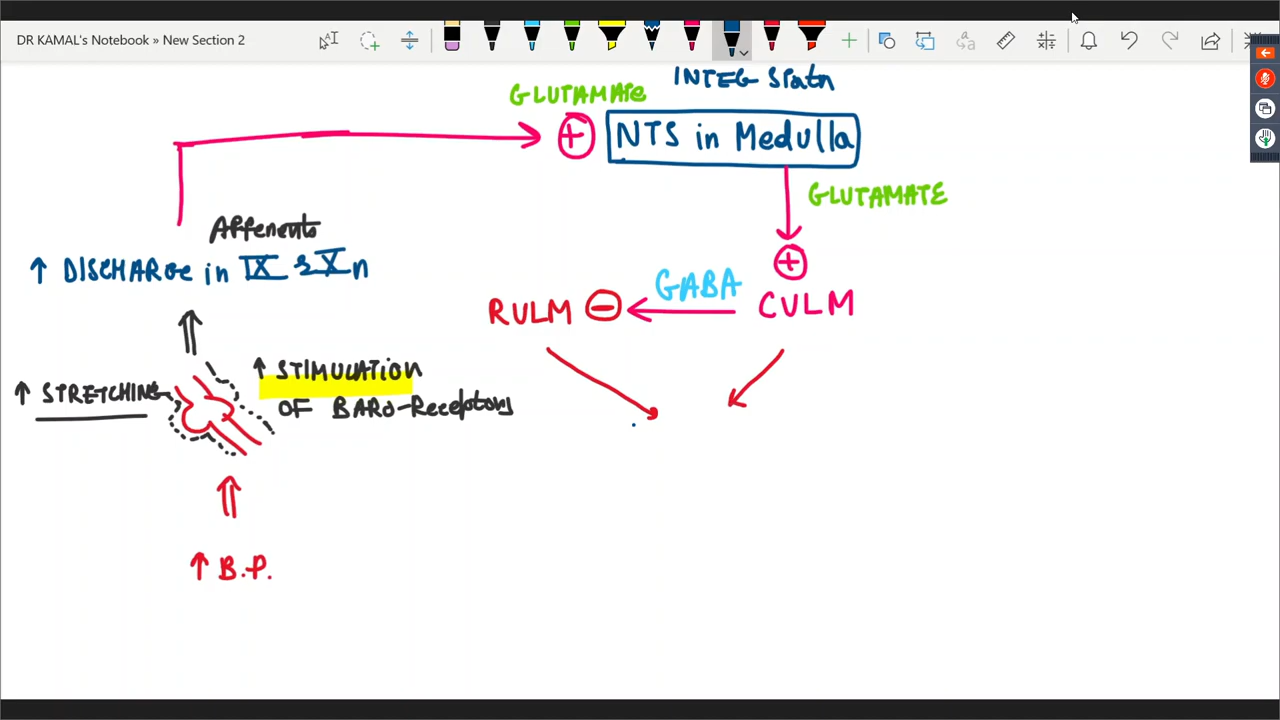 DR KAMAL's Notebook » New Section 2
INTEG Statn
GLUTAMATE
+ NTS in Medulla
GLUTAMATE
Afferents
↑ DISCHARGE in IX & X n
+
GABA
RULM − CVLM
↑ STIMULATION
↑ STRETCHING
OF BARO-Receptors
↑ B.P.